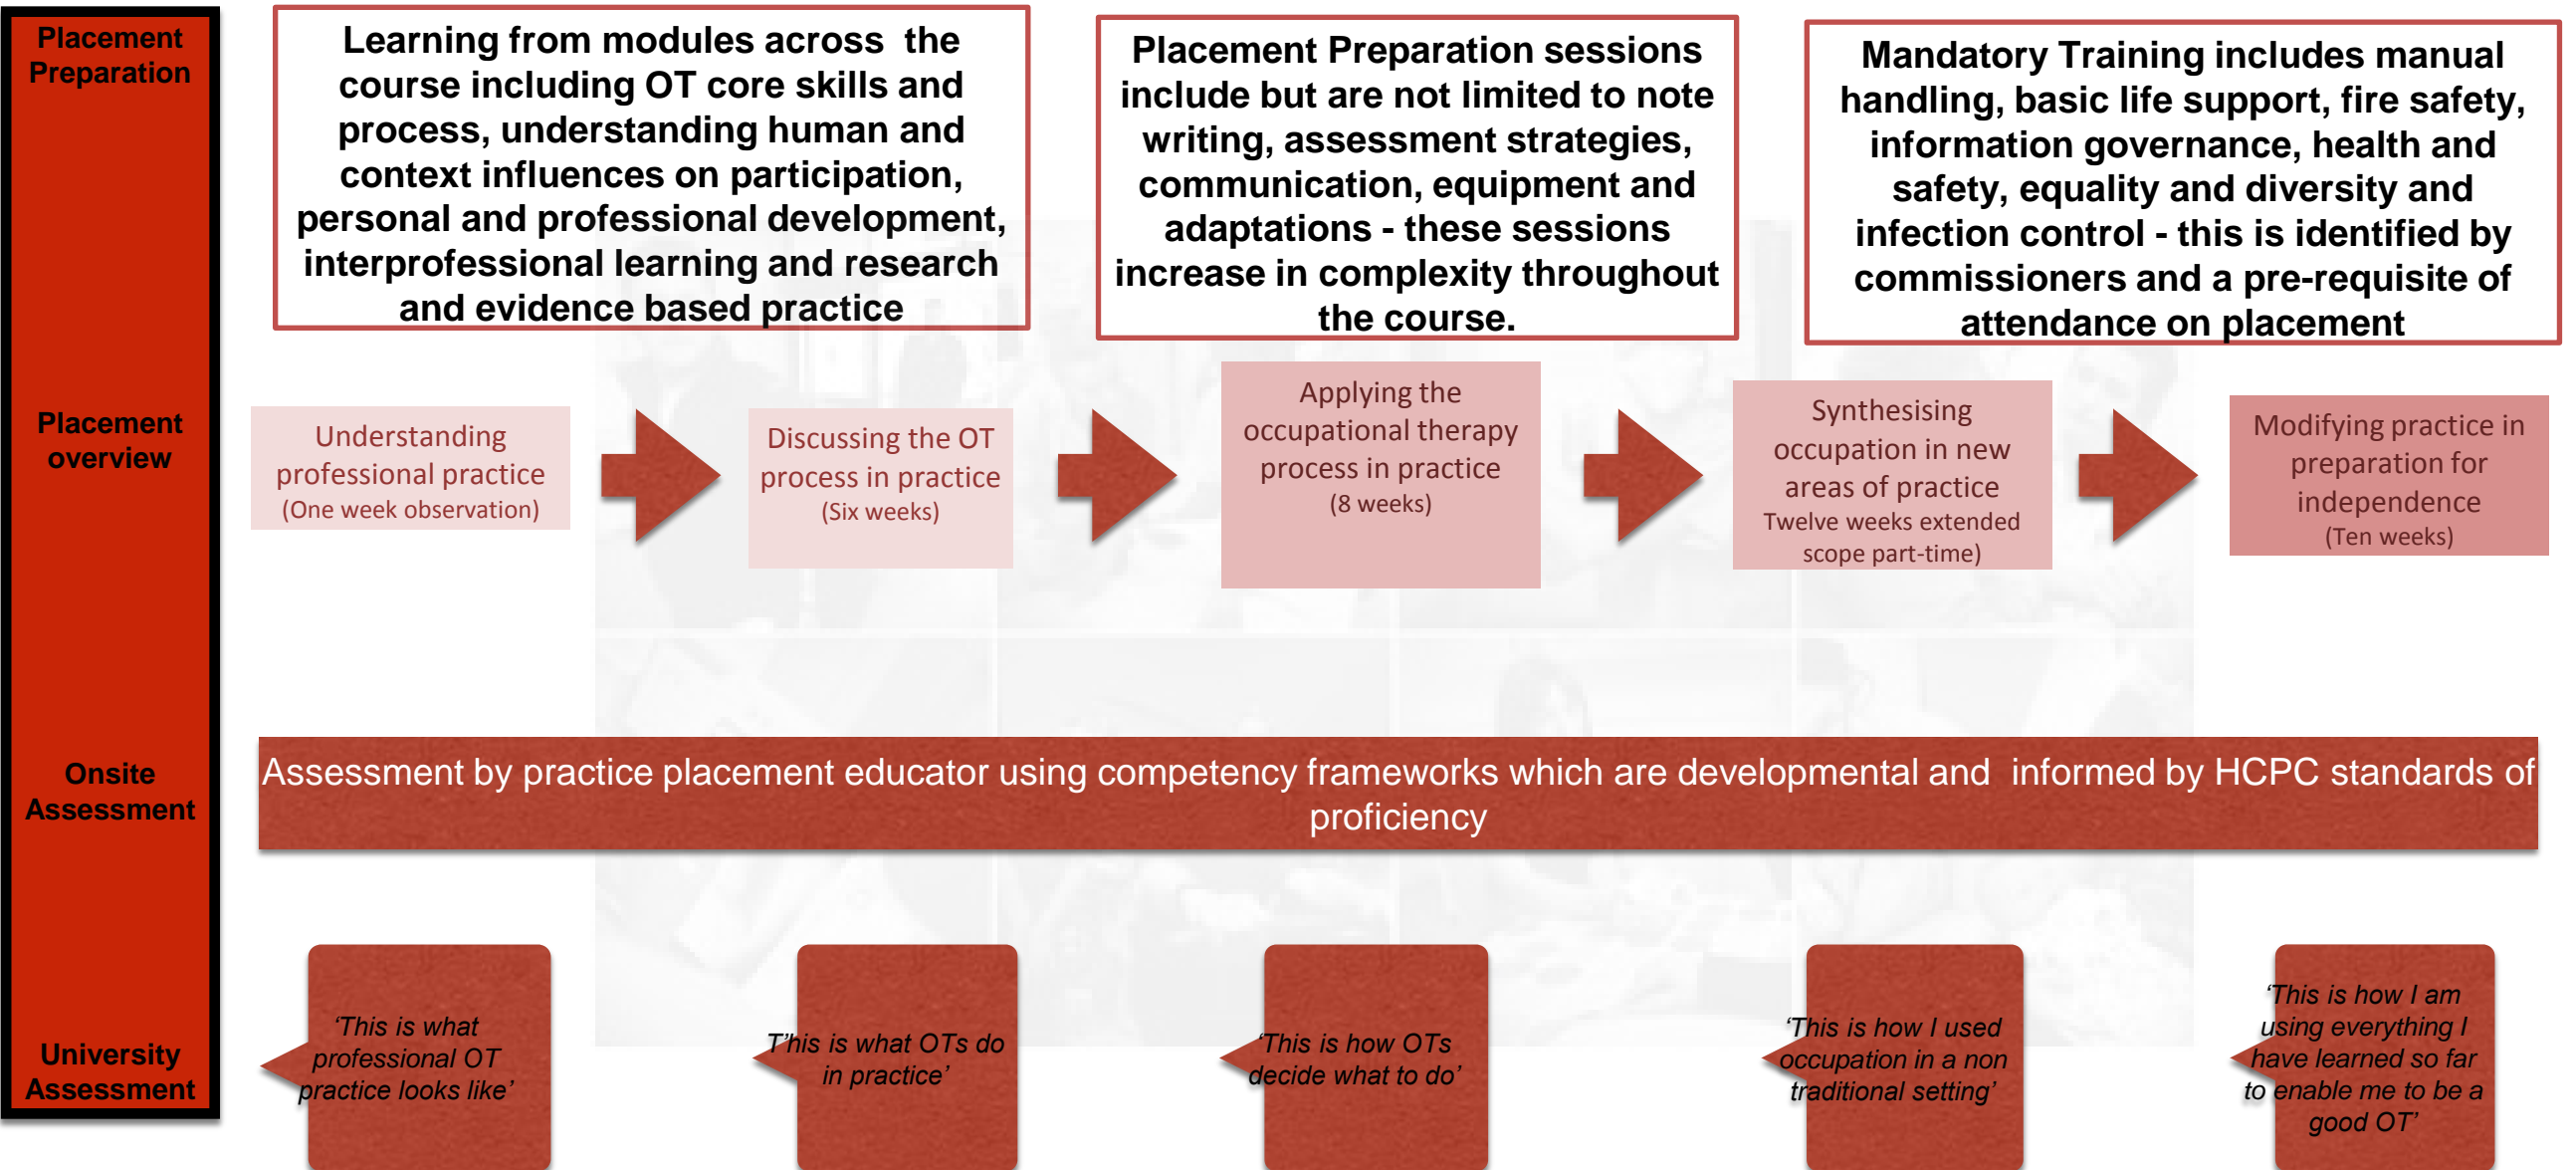 Placement
Preparation
Learning from modules across the
course including OT core skills and
process, understanding human and
context influences on participation,
personal and professional development,
interprofessional learning and research
and evidence based practice
Placement Preparation sessions
include but are not limited to note
writing, assessment strategies,
communication, equipment and
adaptations - these sessions
increase in complexity throughout
the course.
Mandatory Training includes manual
handling, basic life support, fire safety,
information governance, health and
safety, equality and diversity and
infection control - this is identified by
commissioners and a pre-requisite of
attendance on placement
Placement
overview
Understanding
professional practice
(One week observation)
Discussing the OT
process in practice
(Six weeks)
Applying the
occupational therapy
process in practice
(8 weeks)
Synthesising
occupation in new
areas of practice
Twelve weeks extended
scope part-time)
Modifying practice in
preparation for
independence
(Ten weeks)
Onsite
Assessment
Assessment by practice placement educator using competency frameworks which are developmental and informed by HCPC standards of
proficiency
University
Assessment
‘This is what
professional OT
practice looks like’
T’his is what OTs do
in practice’
‘This is how OTs
decide what to do’
‘This is how I used
occupation in a non
traditional setting’
‘This is how I am
using everything I
have learned so far
to enable me to be a
good OT’